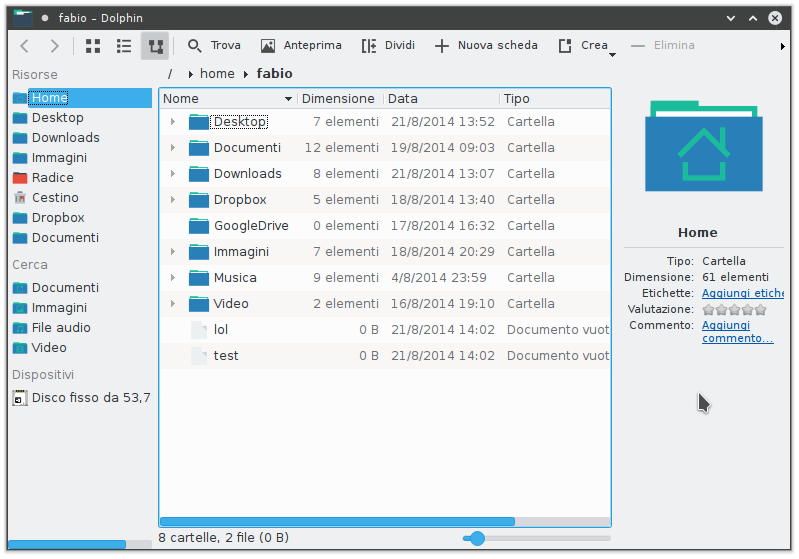 fabio – Dolphin
Trova Anteprima Dividi Nuova scheda Crea Elimina
Risorse
Home
Desktop
Downloads
Immagini
Radice
Cestino
Dropbox
Documenti
Cerca
Documenti
Immagini
File audio
Video
Dispositivi
Disco fisso da 53,7
/ home fabio
Nome Dimensione Data Tipo
Desktop 7 elementi 21/8/2014 13:52 Cartella
Documenti 12 elementi 19/8/2014 09:03 Cartella
Downloads 8 elementi 21/8/2014 13:07 Cartella
Dropbox 5 elementi 18/8/2014 13:40 Cartella
GoogleDrive 0 elementi 17/8/2014 16:32 Cartella
Immagini 7 elementi 18/8/2014 20:29 Cartella
Musica 9 elementi 4/8/2014 23:59 Cartella
Video 2 elementi 16/8/2014 19:10 Cartella
lol 0 B 21/8/2014 14:02 Documento vuot
test 0 B 21/8/2014 14:02 Documento vuot
8 cartelle, 2 file (0 B)
Home
Tipo: Cartella
Dimensione: 61 elementi
Etichette: Aggiungi etiche
Valutazione:
Commento: Aggiungi
commento...